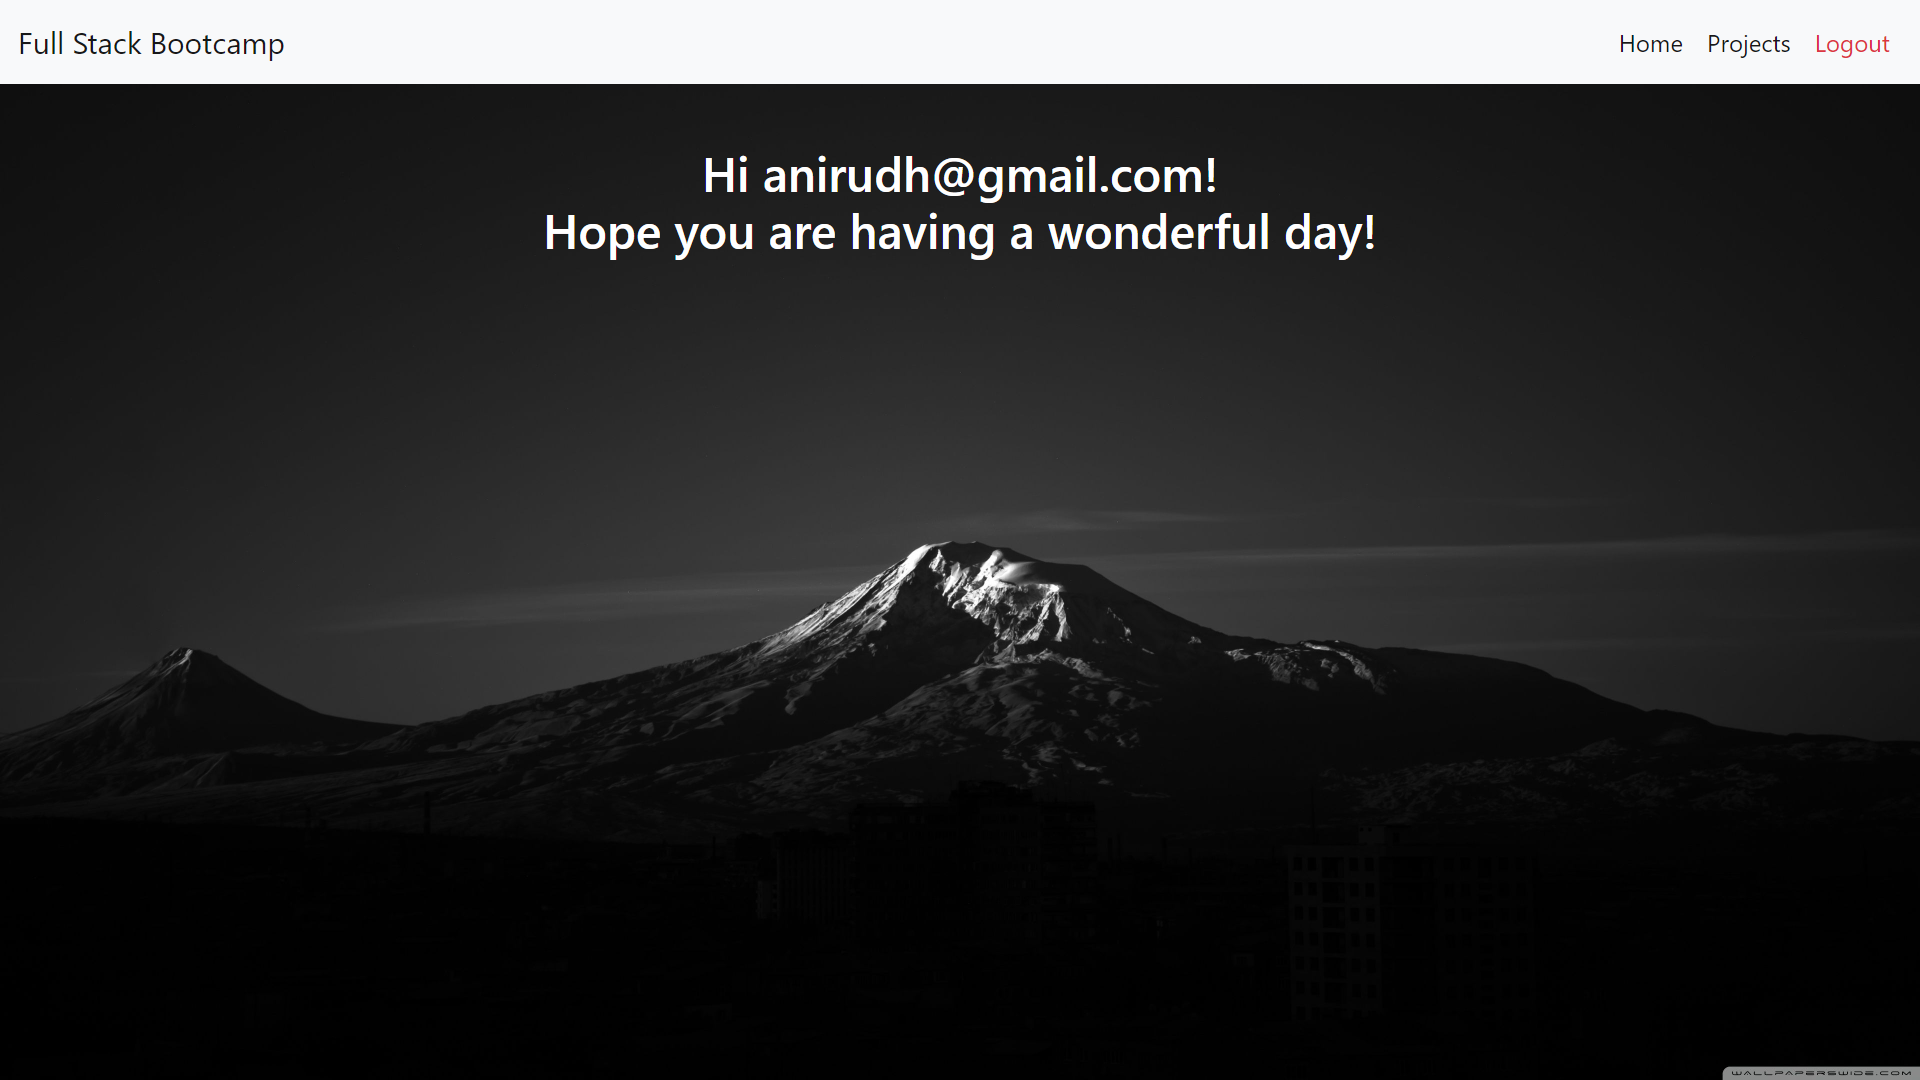 Full Stack Bootcamp
Home Projects Logout
Hi anirudh@gmail.com!
Hope you are having a wonderful day!
WALLPAPERSWIDE.COM